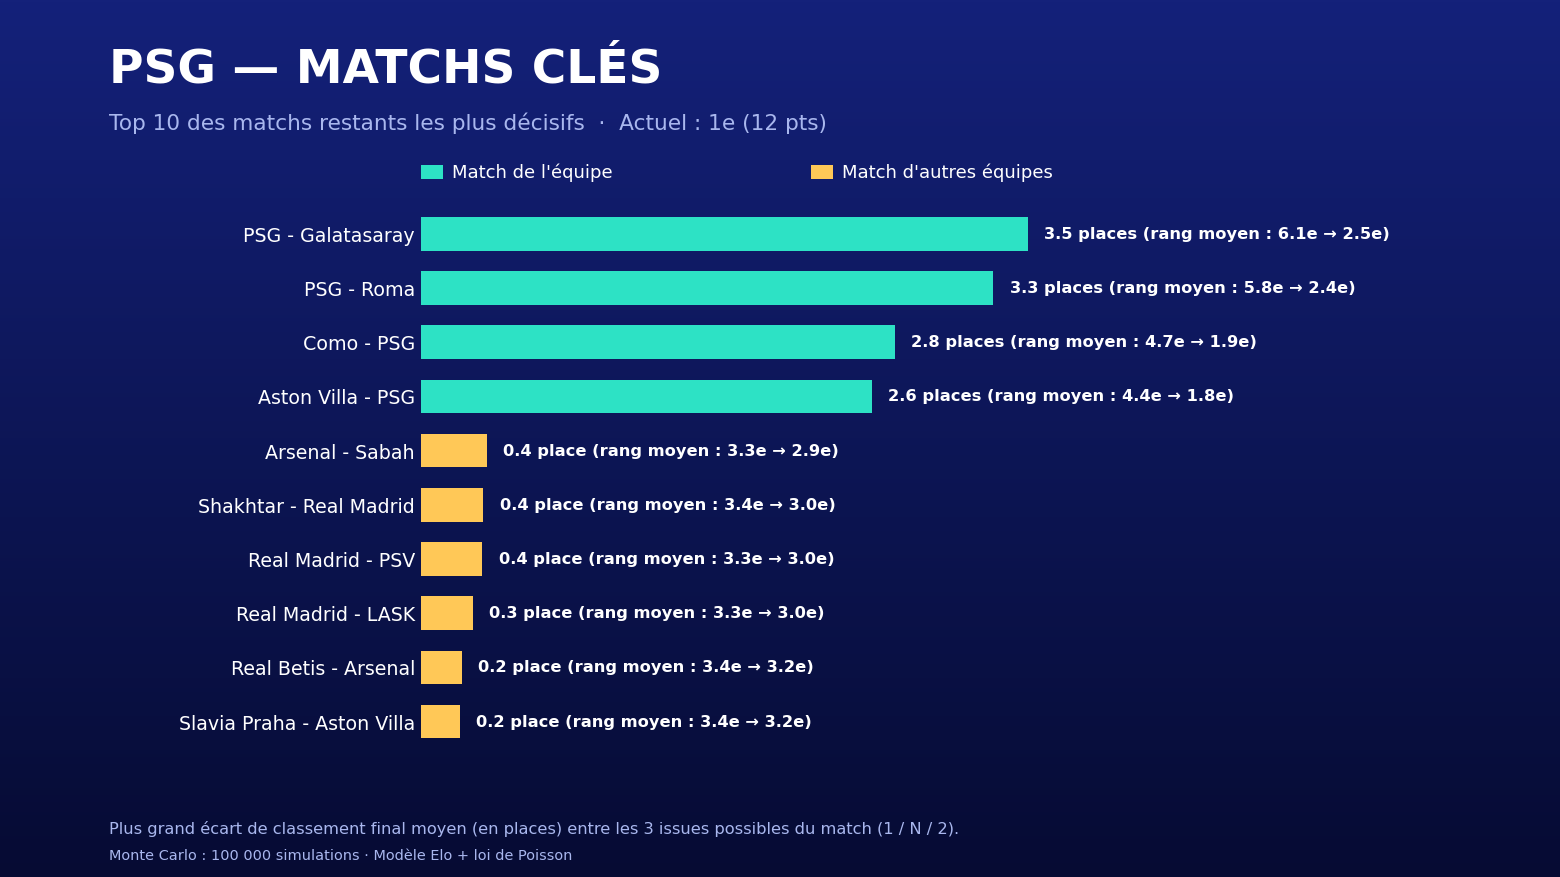 PSG — MATCHS CLÉS
Top 10 des matchs restants les plus décisifs · Actuel : 1e (12 pts)
Match de l'équipe
Match d'autres équipes
PSG - Galatasaray 3.5 places (rang moyen : 6.1e → 2.5e)
PSG - Roma 3.3 places (rang moyen : 5.8e → 2.4e)
Como - PSG 2.8 places (rang moyen : 4.7e → 1.9e)
Aston Villa - PSG 2.6 places (rang moyen : 4.4e → 1.8e)
Arsenal - Sabah 0.4 place (rang moyen : 3.3e → 2.9e)
Shakhtar - Real Madrid 0.4 place (rang moyen : 3.4e → 3.0e)
Real Madrid - PSV 0.4 place (rang moyen : 3.3e → 3.0e)
Real Madrid - LASK 0.3 place (rang moyen : 3.3e → 3.0e)
Real Betis - Arsenal 0.2 place (rang moyen : 3.4e → 3.2e)
Slavia Praha - Aston Villa 0.2 place (rang moyen : 3.4e → 3.2e)
Plus grand écart de classement final moyen (en places) entre les 3 issues possibles du match (1 / N / 2).
Monte Carlo : 100 000 simulations · Modèle Elo + loi de Poisson